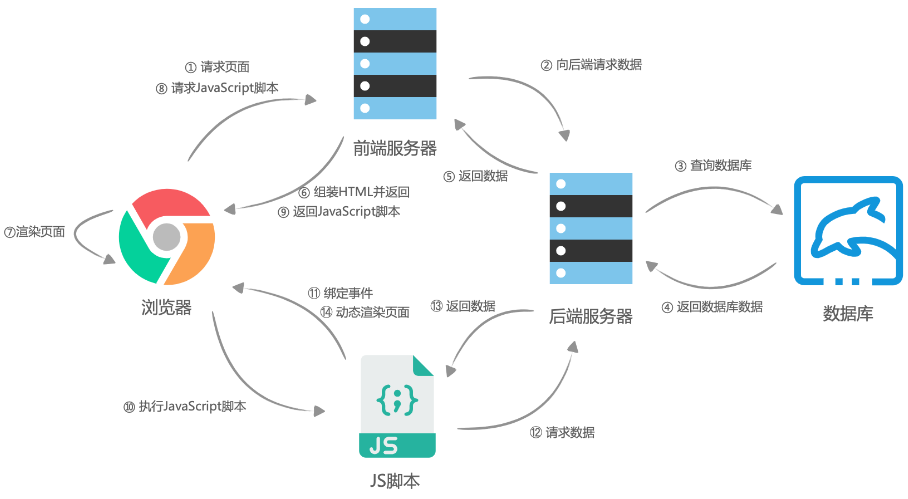 ① 请求页面
⑧ 请求JavaScript脚本
② 向后端请求数据
前端服务器
③ 查询数据库
⑤ 返回数据
⑥ 组装HTML并返回
⑨ 返回JavaScript脚本
⑦渲染页面
浏览器
⑪ 绑定事件
⑭ 动态渲染页面
⑬ 返回数据
后端服务器
④ 返回数据库数据
数据库
⑩ 执行JavaScript脚本
{;}
JS
⑫ 请求数据
JS脚本